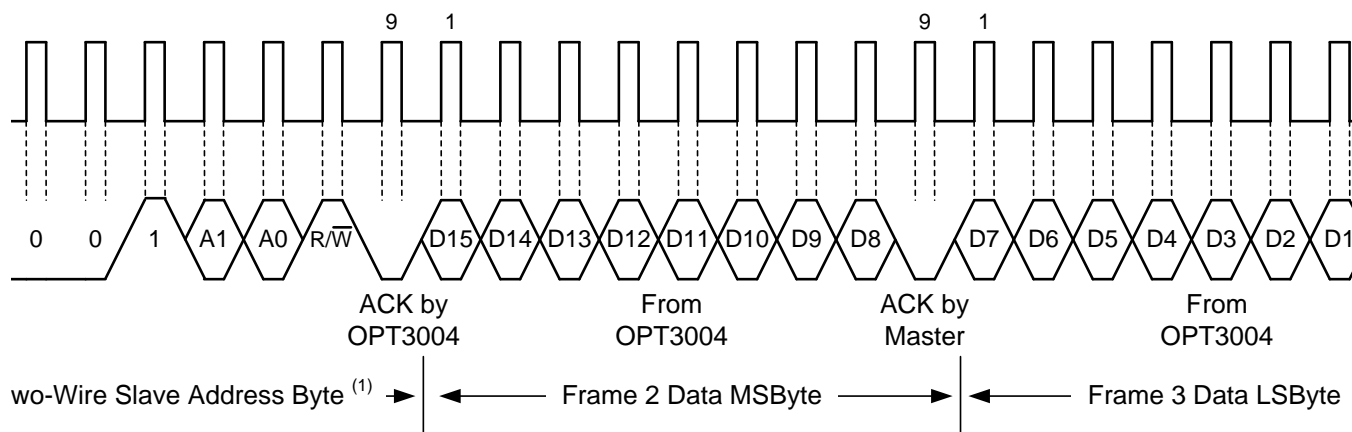 9 1 9 1
0 0 1 A1 A0 R/W̅ D15 D14 D13 D12 D11 D10 D9 D8 D7 D6 D5 D4 D3 D2 D1
ACK by From ACK by From
OPT3004 OPT3004 Master OPT3004
wo-Wire Slave Address Byte (1) Frame 2 Data MSByte Frame 3 Data LSByte